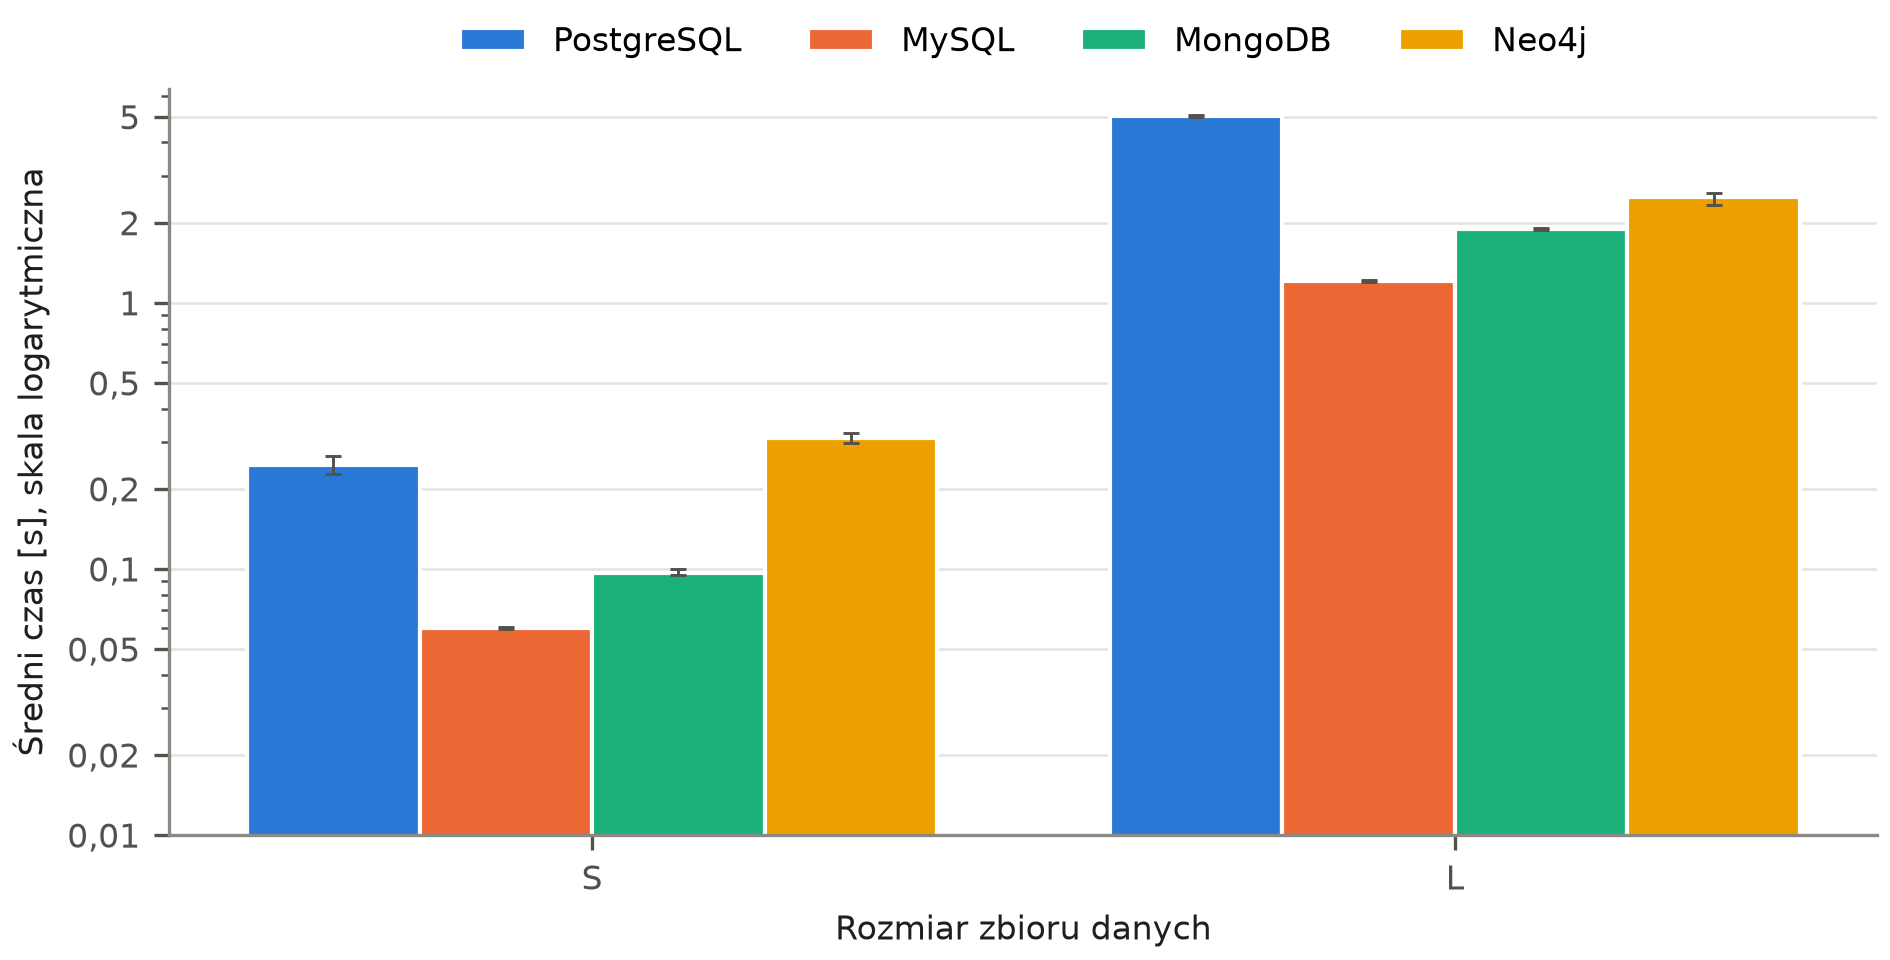 PostgreSQL MySQL MongoDB Neo4j
Średni czas [s], skala logarytmiczna
5
2
1
0,5
0,2
0,1
0,05
0,02
0,01
S L
Rozmiar zbioru danych